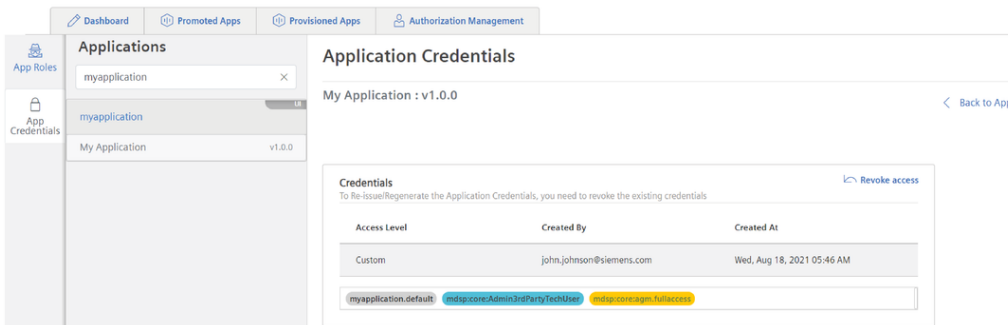 Dashboard
Promoted Apps
Provisioned Apps
Authorization Management
App Roles
App
Credentials
Applications
myapplication
UI
myapplication
My Application v1.0.0
Application Credentials
My Application : v1.0.0
Back to
Credentials
Revoke access
To Re-issue/Regenerate the Application Credentials, you need to revoke the existing credentials
Access Level Created By Created At
Custom john.johnson@siemens.com Wed, Aug 18, 2021 05:46 AM
myapplication.default mdsp:core:Admin3rdPartyTechUser mdsp:core:agm.fullaccess